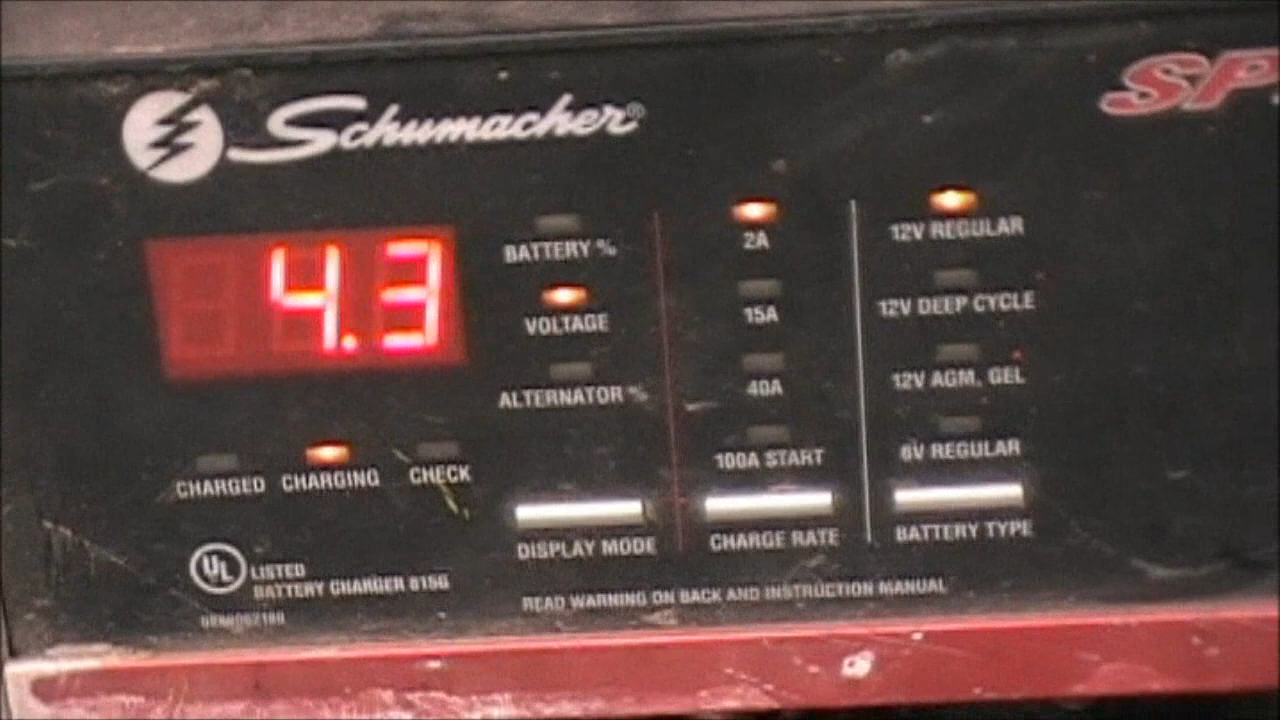 Schumacher®
SP
4.3
BATTERY %
VOLTAGE
ALTERNATOR %
2A
15A
40A
100A START
12V REGULAR
12V DEEP CYCLE
12V AGM, GEL
6V REGULAR
CHARGED CHARGING CHECK
DISPLAY MODE
CHARGE RATE
BATTERY TYPE
UL LISTED
BATTERY CHARGER 815G
READ WARNING ON BACK AND INSTRUCTION MANUAL